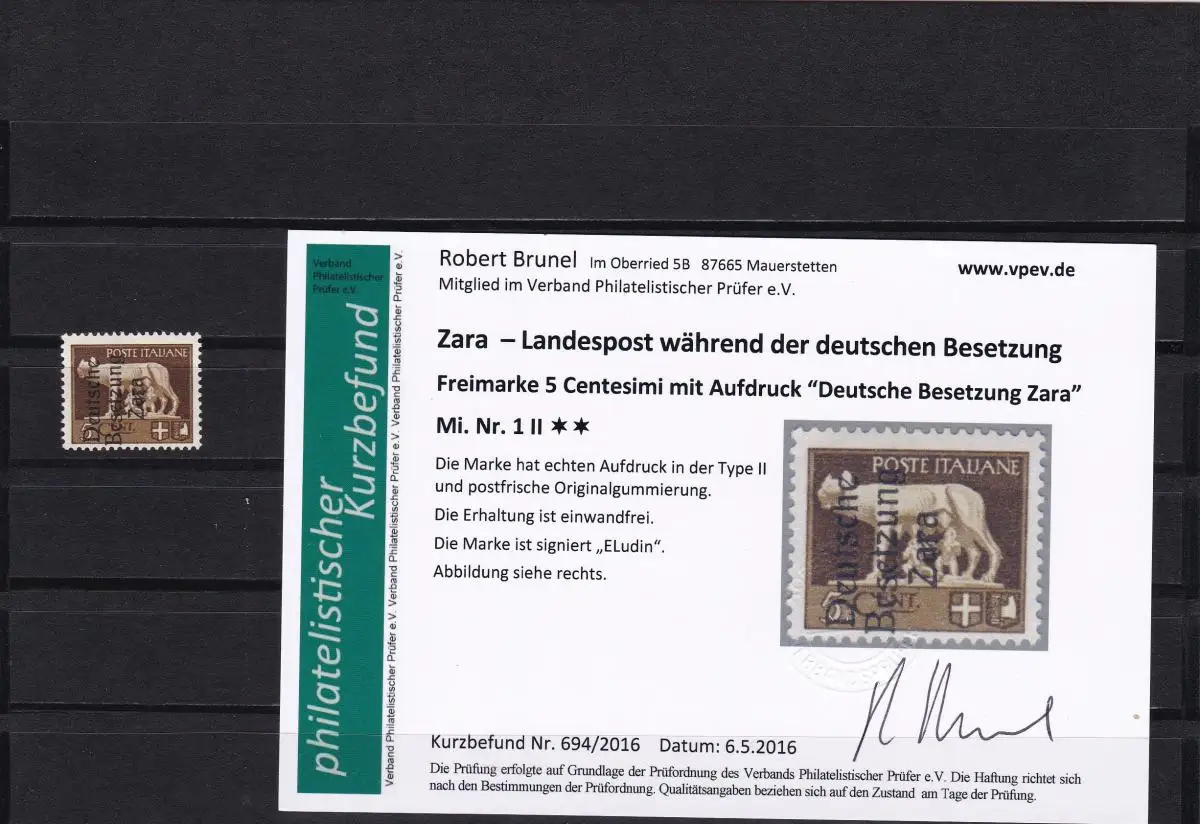 POSTE ITALIANE
Deutsche
Besetzung
Zara
5 CENT.
Verband
Philatelistischer
Prüfer e.V.
philatelistischer
Kurzbefund
Verband Philatelistischer Prüfer e.V. Verband Philatelistischer Prüfer e.V. Verband Philatelistischer Prüfer e.V. Verband Philatelistischer Prüfer e.V.
Robert Brunel Im Oberried 5B 87665 Mauerstetten
www.vpev.de
Mitglied im Verband Philatelistischer Prüfer e.V.
Zara – Landespost während der deutschen Besetzung
Freimarke 5 Centesimi mit Aufdruck “Deutsche Besetzung Zara”
Mi. Nr. 1 II ✶✶
Die Marke hat echten Aufdruck in der Type II
und postfrische Originalgummierung.
Die Erhaltung ist einwandfrei.
Die Marke ist signiert „ELudin“.
Abbildung siehe rechts.
POSTE ITALIANE
Deutsche
Besetzung
Zara
5 CENT.
Kurzbefund Nr. 694/2016 Datum: 6.5.2016
Die Prüfung erfolgte auf Grundlage der Prüfordnung des Verbands Philatelistischer Prüfer e.V. Die Haftung richtet sich
nach den Bestimmungen der Prüfordnung. Qualitätsangaben beziehen sich auf den Zustand am Tage der Prüfung.